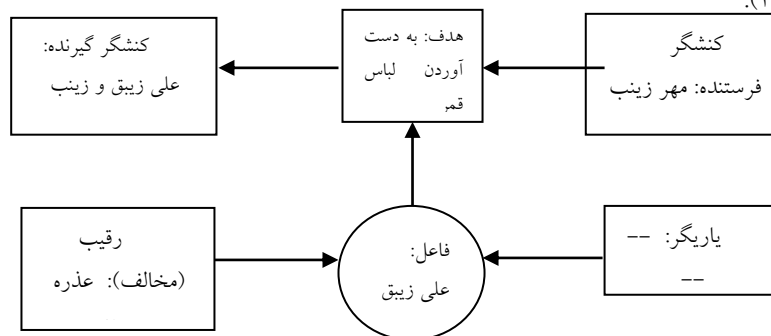 ۱).
کنشگر
فرستنده: مهر زینب
هدف: به دست
آوردن لباس
قمر
کنشگر گیرنده:
علی زیبق و زینب
یاریگر: --
--
فاعل:
علی زیبق
رقیب
(مخالف): عذره